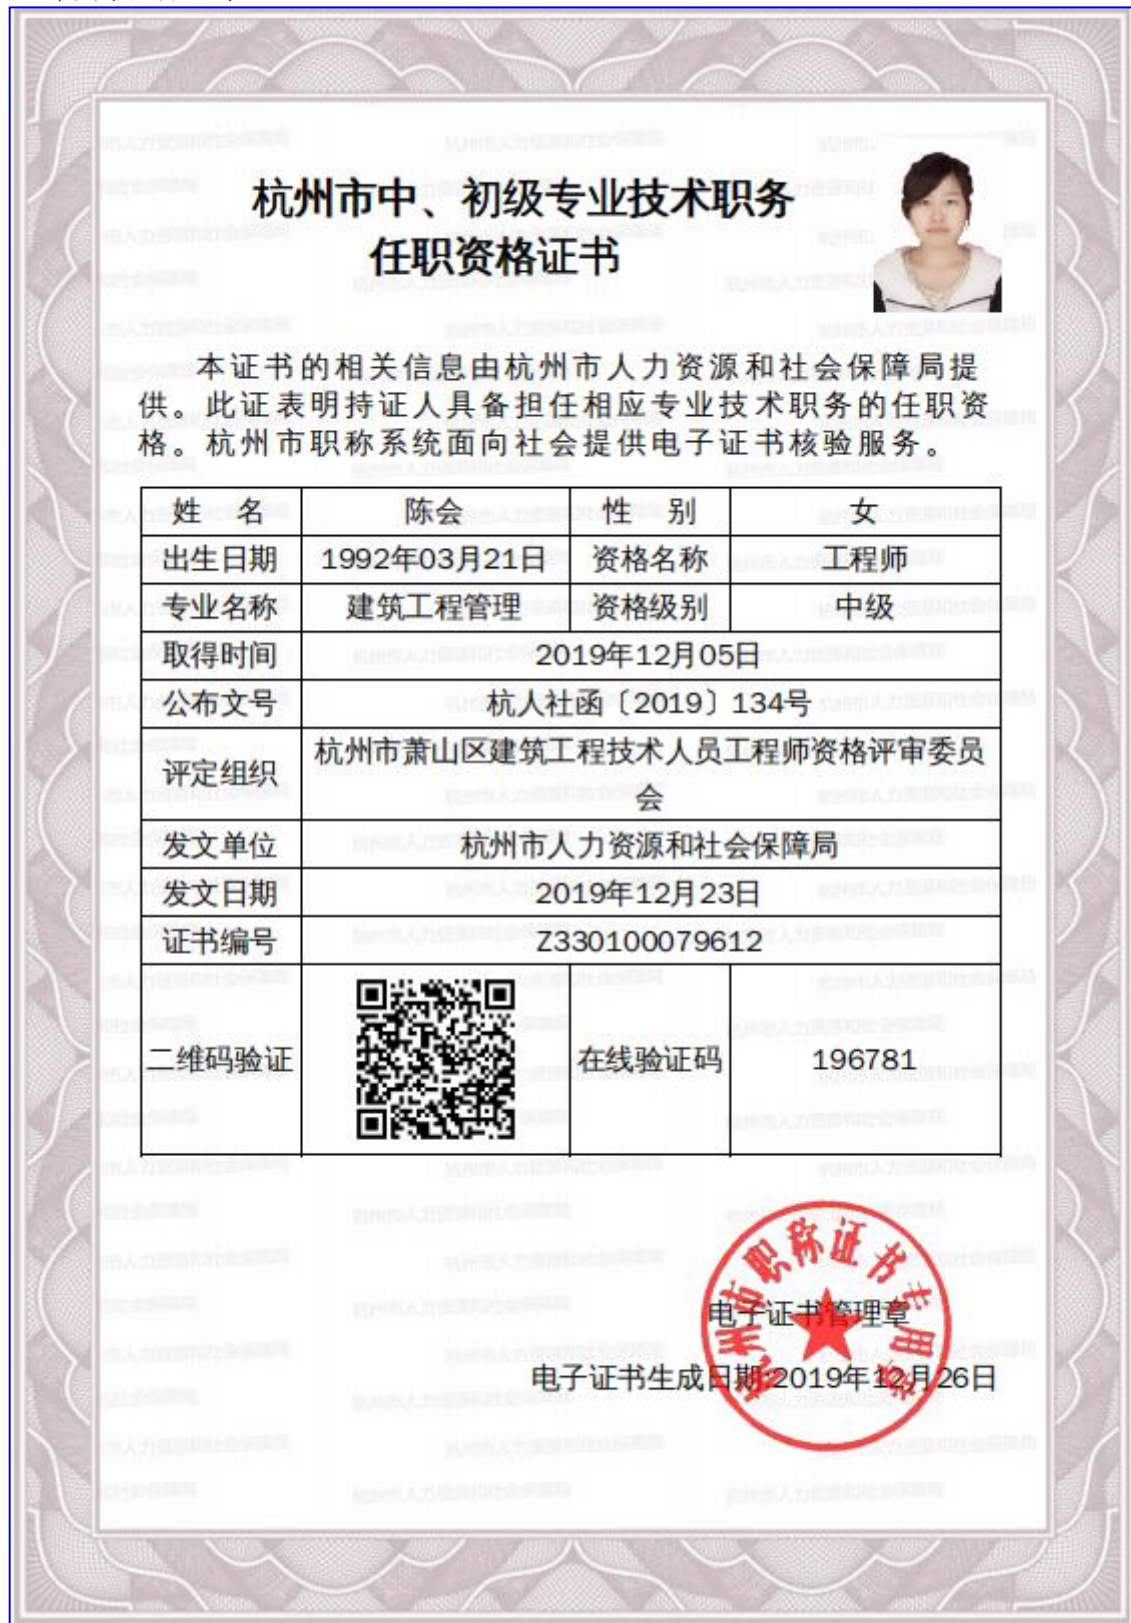 杭州市中、初级专业技术职务
任职资格证书
本证书的相关信息由杭州市人力资源和社会保障局提
供。此证表明持证人具备担任相应专业技术职务的任职资
格。杭州市职称系统面向社会提供电子证书核验服务。
姓 名 陈会 性 别 女
出生日期 1992年03月21日 资格名称 工程师
专业名称 建筑工程管理 资格级别 中级
取得时间 2019年12月05日
公布文号 杭人社函〔2019〕134号
评定组织 杭州市萧山区建筑工程技术人员工程师资格评审委员
会
发文单位 杭州市人力资源和社会保障局
发文日期 2019年12月23日
证书编号 Z330100079612
二维码验证 在线验证码 196781
杭州市职称证书专用章
电子证书管理章
电子证书生成日期:2019年12月26日